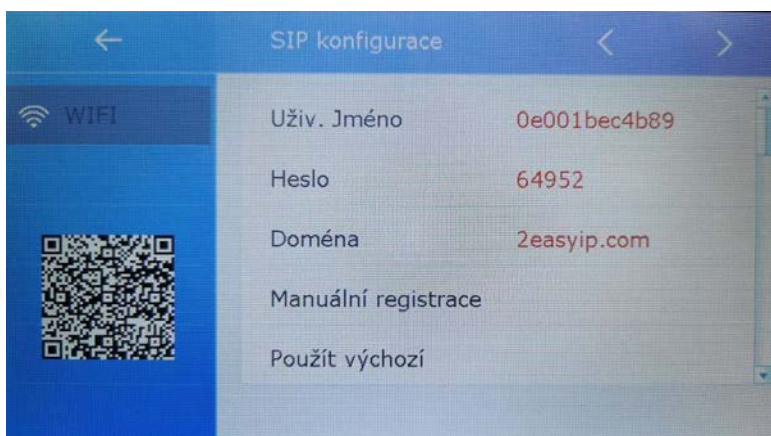 SIP konfigurace
WIFI
Uživ. Jméno 0e001bec4b89
Heslo 64952
Doména 2easyip.com
Manuální registrace
Použít výchozí